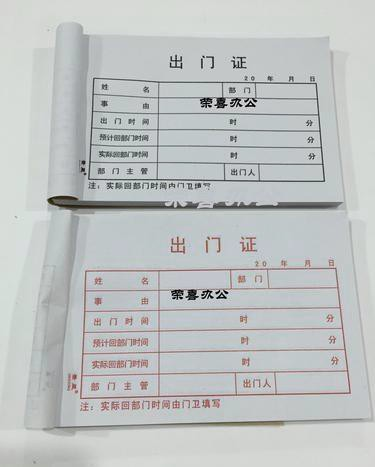 出门证
20 年 月 日
姓名 部门
事由 荣喜办公
出门时间 时 分
预计回部门时间 时 分
实际回部门时间 时 分
部门主管 出门人
注：实际回部门时间由门卫填写
荣喜办公
出门证
20 年 月 日
姓名 部门
事由 荣喜办公
出门时间 时 分
预计回部门时间 时 分
实际回部门时间 时 分
部门主管 出门人
注：实际回部门时间由门卫填写